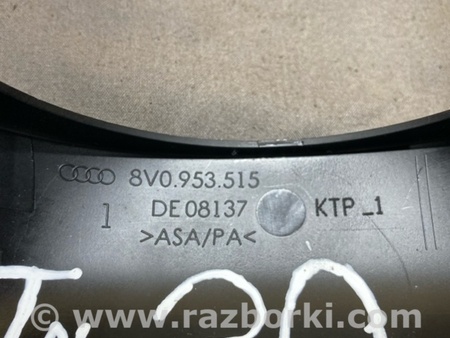 8V0.953.515
1 DE 08137 KTP_1
>ASA/PA<
www.razborki.com